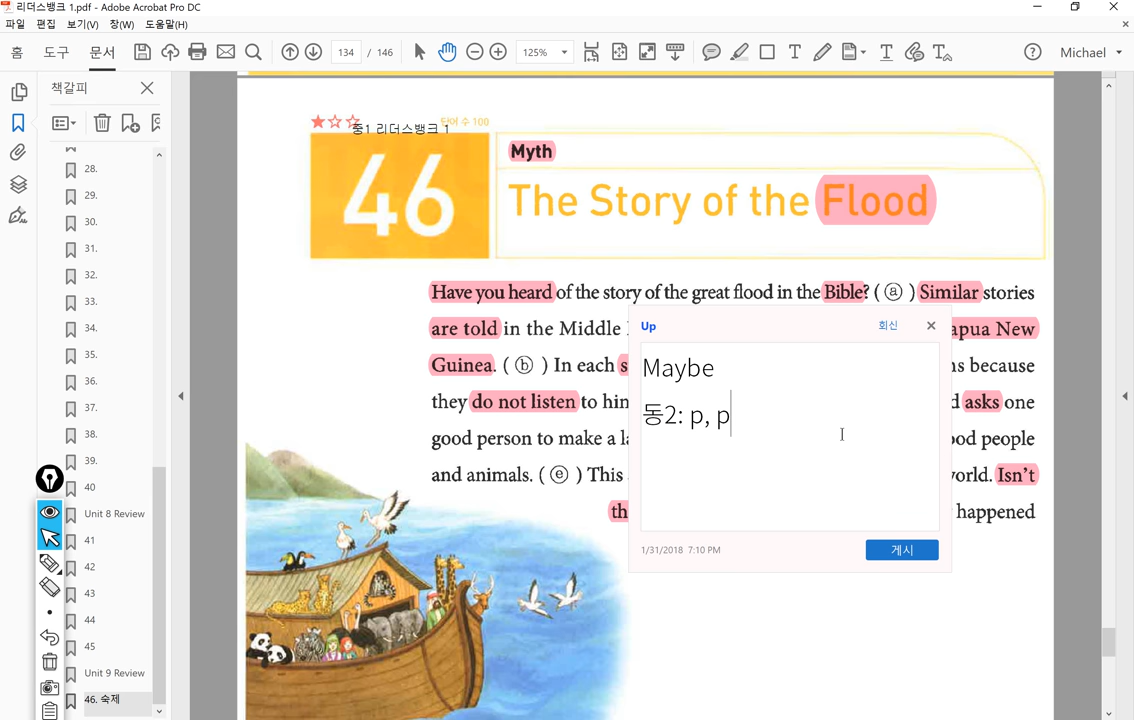 리더스뱅크 1.pdf - Adobe Acrobat Pro DC
파일 편집 보기(V) 창(W) 도움말(H)
홈 도구 문서 134 / 146 125% Michael
책갈피
28.
29.
30.
31.
32.
33.
34.
35.
36.
37.
38.
39.
40
Unit 8 Review
41
42
43
44
45
Unit 9 Review
46. 숙제
단어 수 100
중1 리더스뱅크 1
46
Myth
The Story of the Flood
Have you heard of the story of the great flood in the Bible? ( ⓐ ) Similar stories
are told in the Middle apua New
Guinea. ( ⓑ ) In each s ns because
they do not listen to him d asks one
good person to make a la ood people
and animals. ( ⓔ ) This world. Isn't
th happened
Up 회신
Maybe
동2: p, p
1/31/2018 7:10 PM 게시